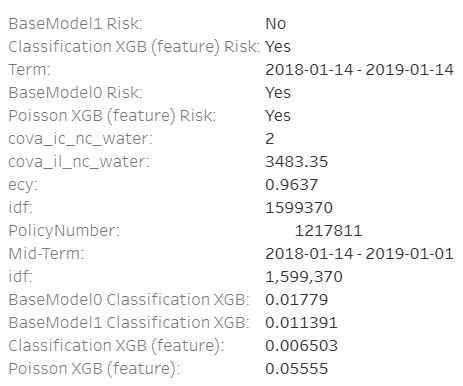 BaseModel1 Risk: No
Classification XGB (feature) Risk: Yes
Term: 2018-01-14 - 2019-01-14
BaseModel0 Risk: Yes
Poisson XGB (feature) Risk: Yes
cova_ic_nc_water: 2
cova_il_nc_water: 3483.35
ecy: 0.9637
idf: 1599370
PolicyNumber: 1217811
Mid-Term: 2018-01-14 - 2019-01-01
idf: 1,599,370
BaseModel0 Classification XGB: 0.01779
BaseModel1 Classification XGB: 0.011391
Classification XGB (feature): 0.006503
Poisson XGB (feature): 0.05555